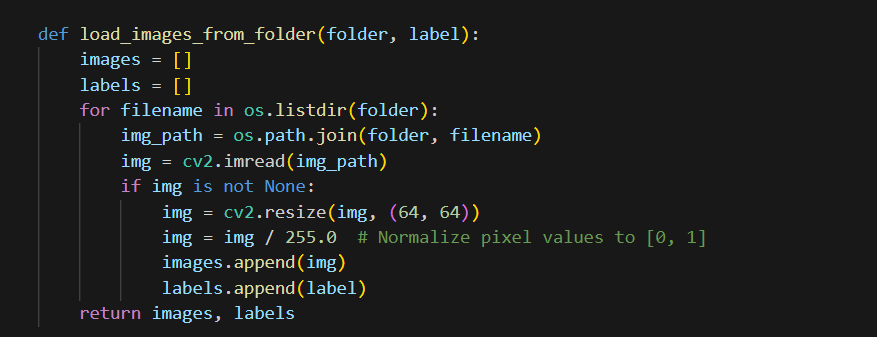 def load_images_from_folder(folder, label):
    images = []
    labels = []
    for filename in os.listdir(folder):
        img_path = os.path.join(folder, filename)
        img = cv2.imread(img_path)
        if img is not None:
            img = cv2.resize(img, (64, 64))
            img = img / 255.0  # Normalize pixel values to [0, 1]
            images.append(img)
            labels.append(label)
    return images, labels